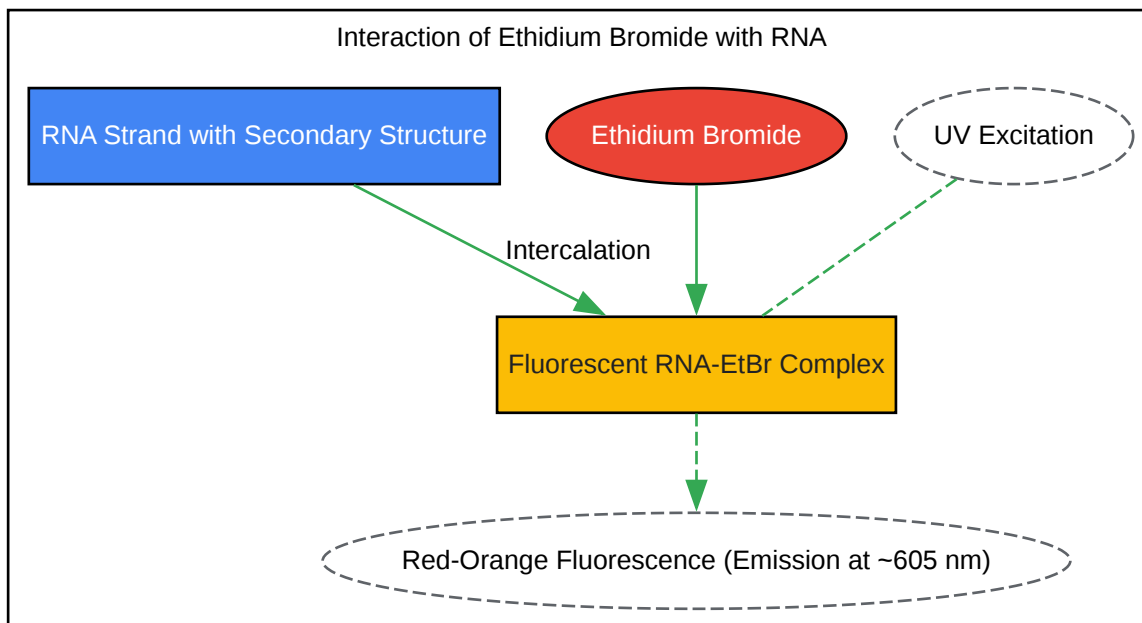 Interaction of Ethidium Bromide with RNA
RNA Strand with Secondary Structure
Ethidium Bromide
UV Excitation
Intercalation
Fluorescent RNA-EtBr Complex
Red-Orange Fluorescence (Emission at ~605 nm)